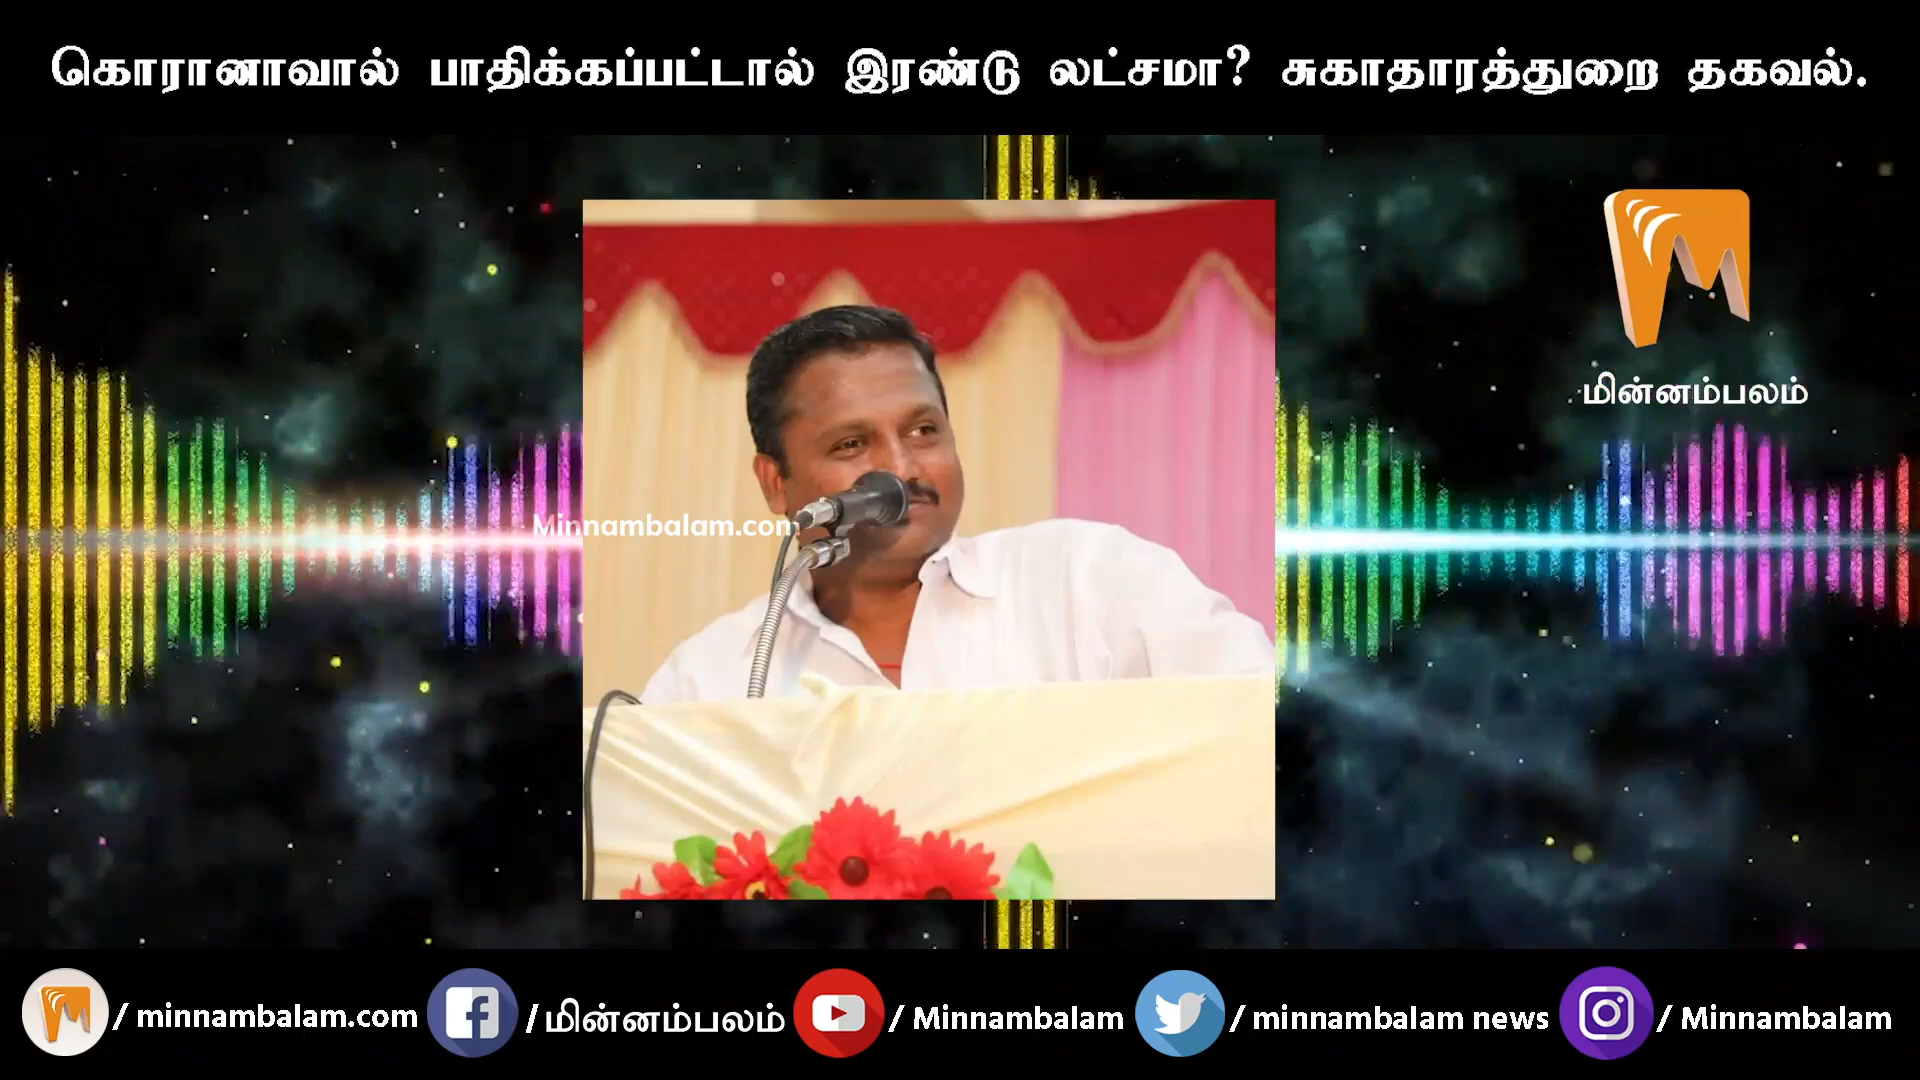 கொரானாவால் பாதிக்கப்பட்டால் இரண்டு லட்சமா? சுகாதாரத்துறை தகவல்.
மின்னம்பலம்
Minnambalam.com
/ minnambalam.com /மின்னம்பலம் / Minnambalam / minnambalam news / Minnambalam